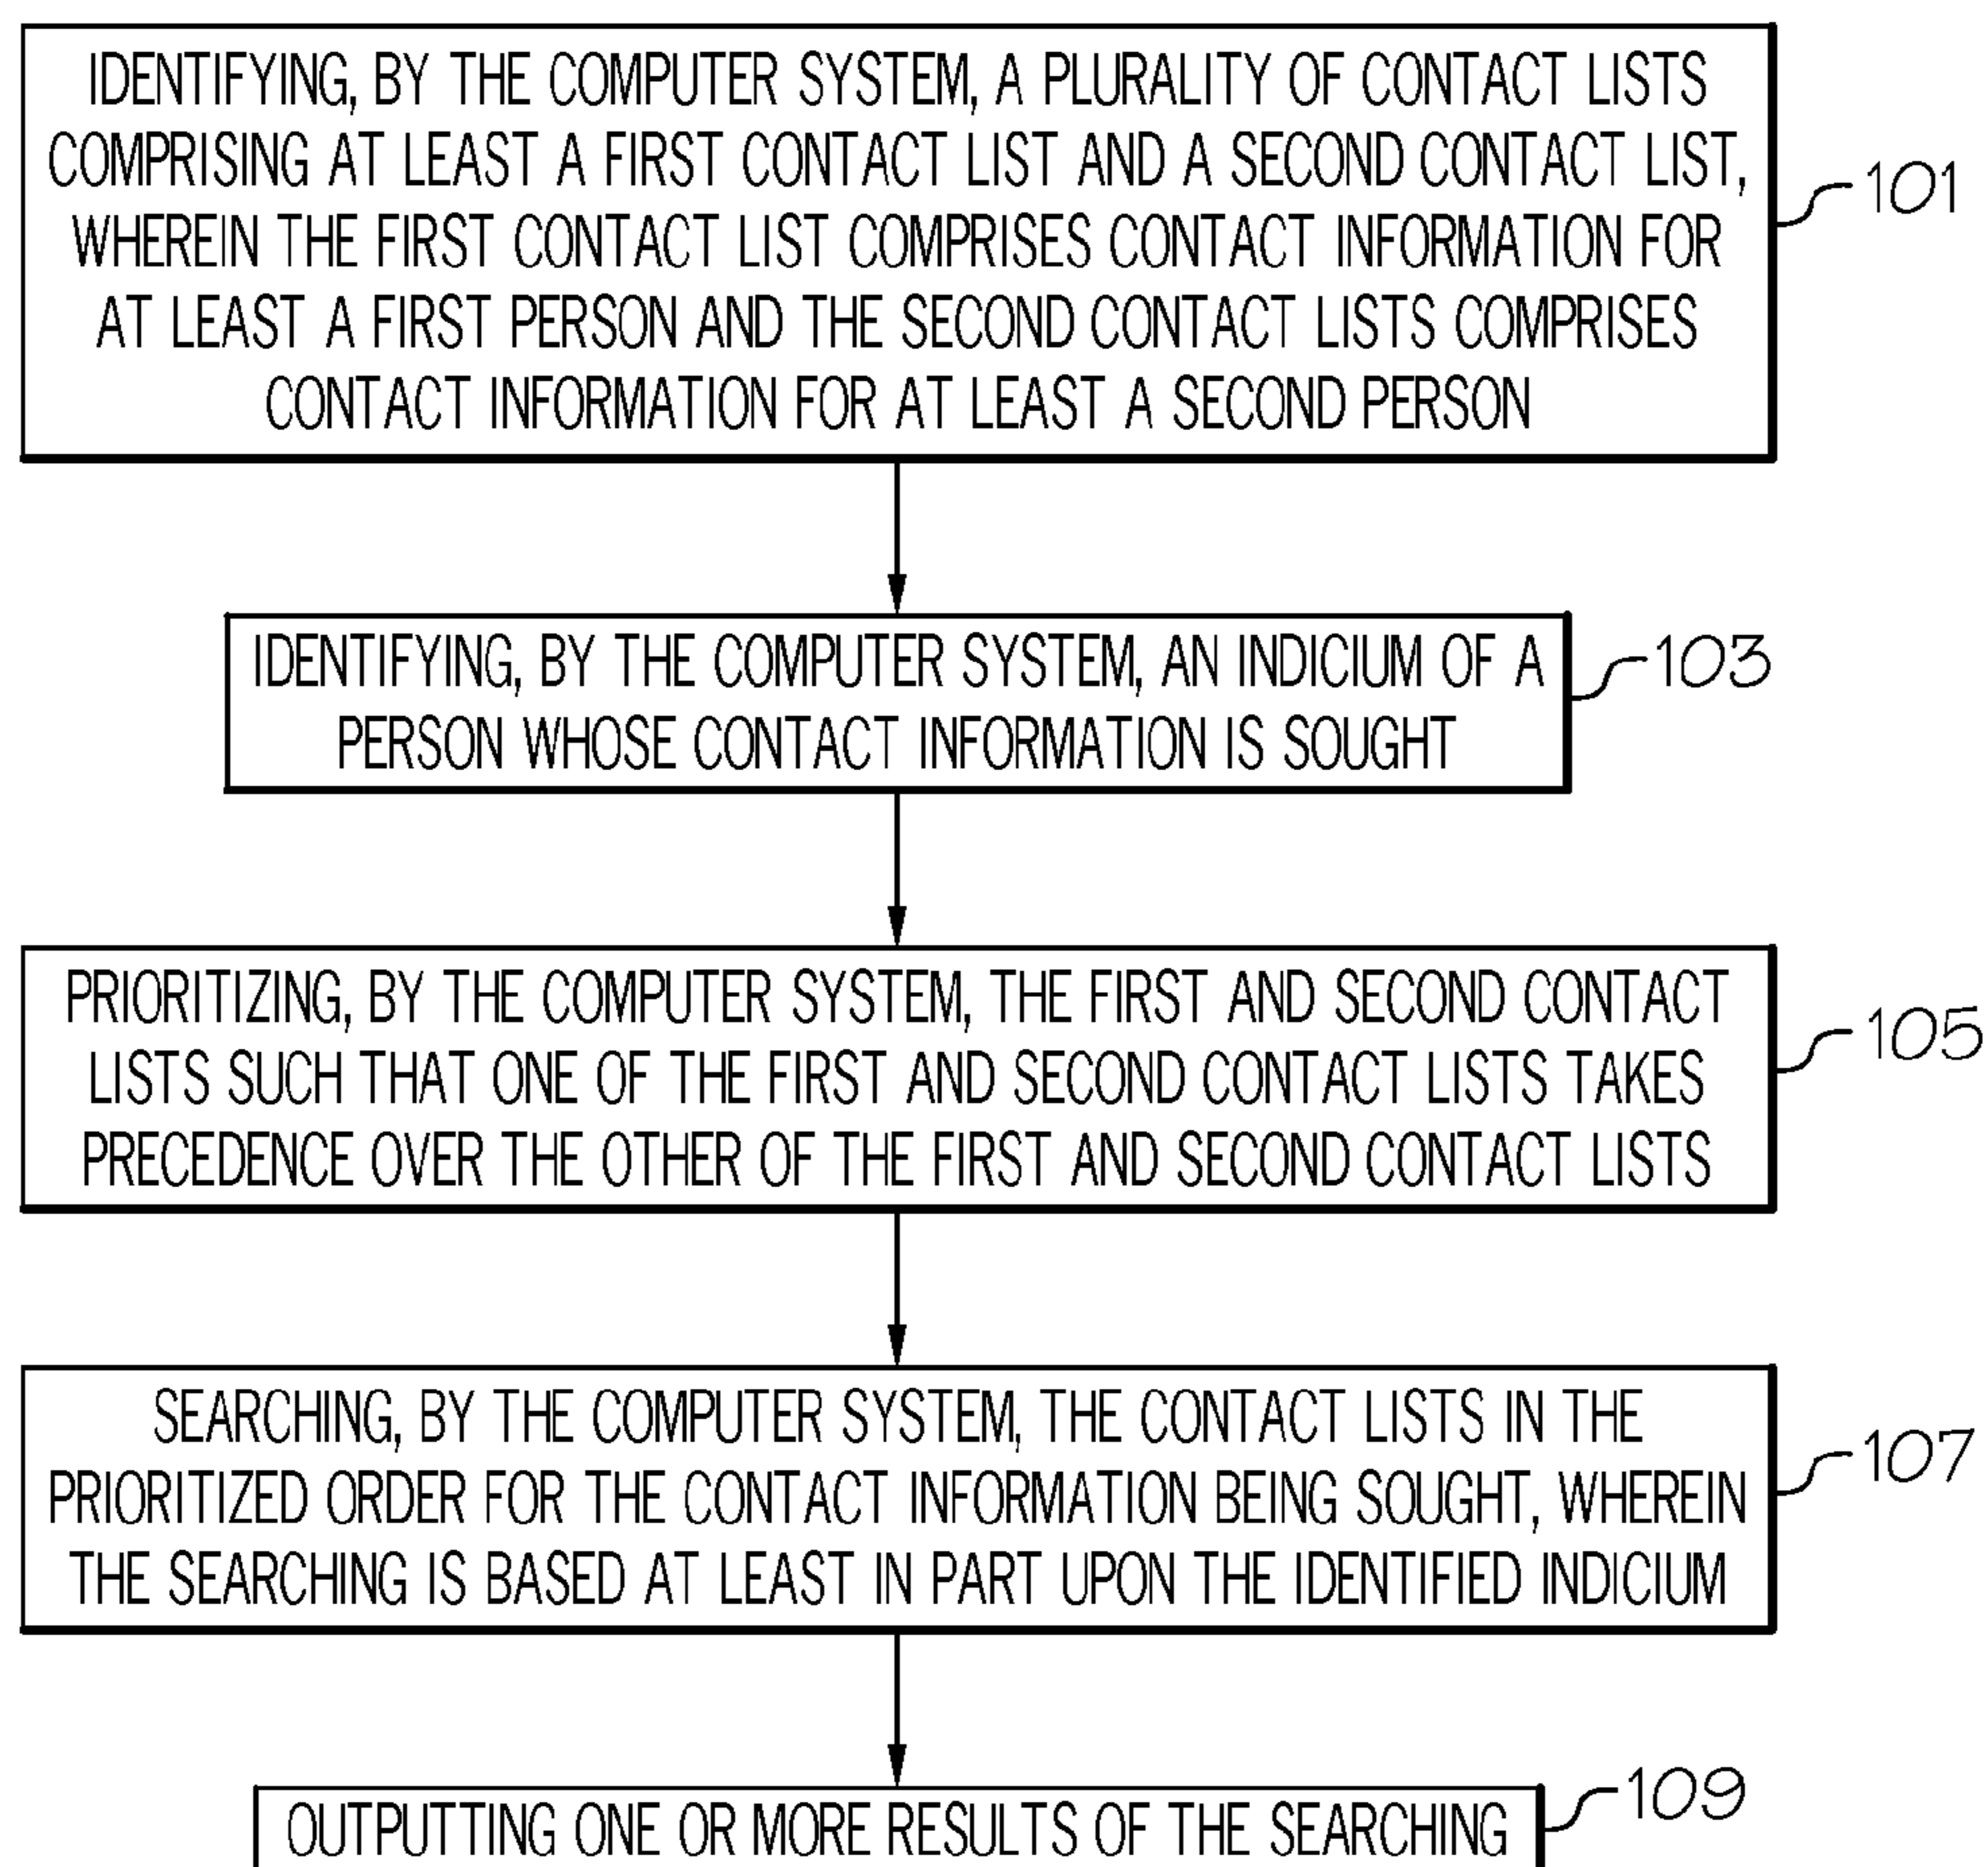 IDENTIFYING, BY THE COMPUTER SYSTEM, A PLURALITY OF CONTACT LISTS
COMPRISING AT LEAST A FIRST CONTACT LIST AND A SECOND CONTACT LIST,
WHEREIN THE FIRST CONTACT LIST COMPRISES CONTACT INFORMATION FOR
AT LEAST A FIRST PERSON AND THE SECOND CONTACT LISTS COMPRISES
CONTACT INFORMATION FOR AT LEAST A SECOND PERSON
101
IDENTIFYING, BY THE COMPUTER SYSTEM, AN INDICIUM OF A
PERSON WHOSE CONTACT INFORMATION IS SOUGHT
103
PRIORITIZING, BY THE COMPUTER SYSTEM, THE FIRST AND SECOND CONTACT
LISTS SUCH THAT ONE OF THE FIRST AND SECOND CONTACT LISTS TAKES
PRECEDENCE OVER THE OTHER OF THE FIRST AND SECOND CONTACT LISTS
105
SEARCHING, BY THE COMPUTER SYSTEM, THE CONTACT LISTS IN THE
PRIORITIZED ORDER FOR THE CONTACT INFORMATION BEING SOUGHT, WHEREIN
THE SEARCHING IS BASED AT LEAST IN PART UPON THE IDENTIFIED INDICIUM
107
OUTPUTTING ONE OR MORE RESULTS OF THE SEARCHING
109